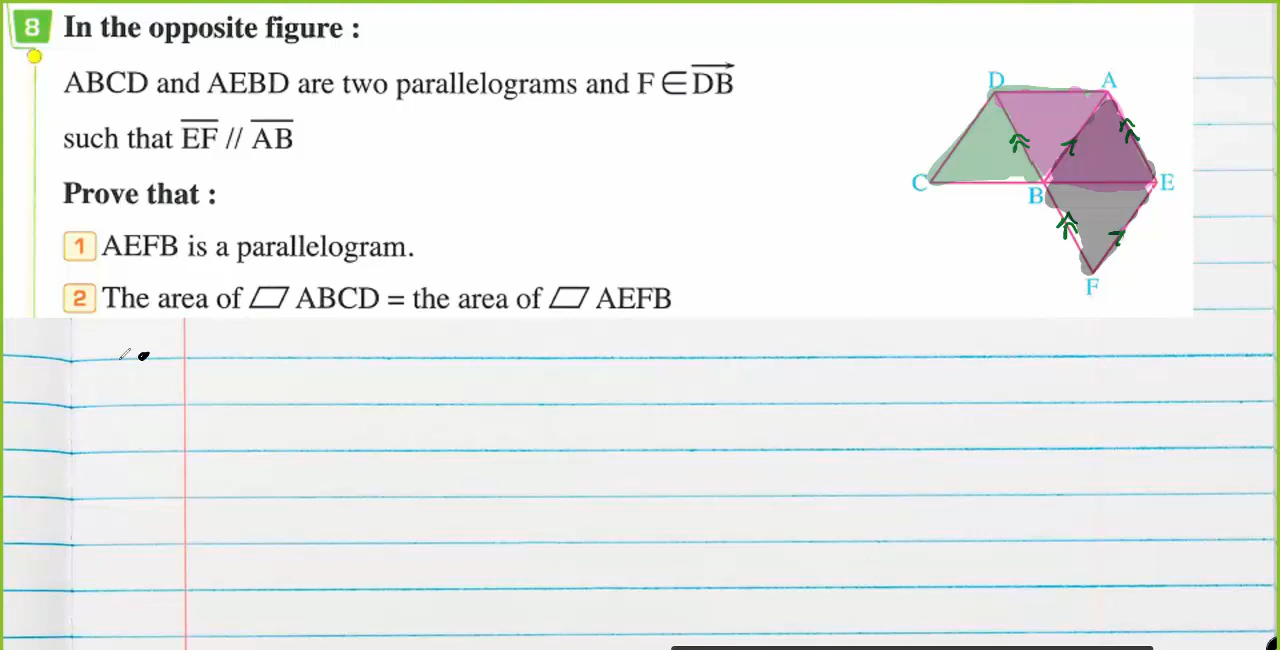 8 In the opposite figure :
ABCD and AEBD are two parallelograms and F ∈ DB
such that EF // AB
Prove that :
1 AEFB is a parallelogram.
2 The area of ▱ ABCD = the area of ▱ AEFB
D A
C B E
F